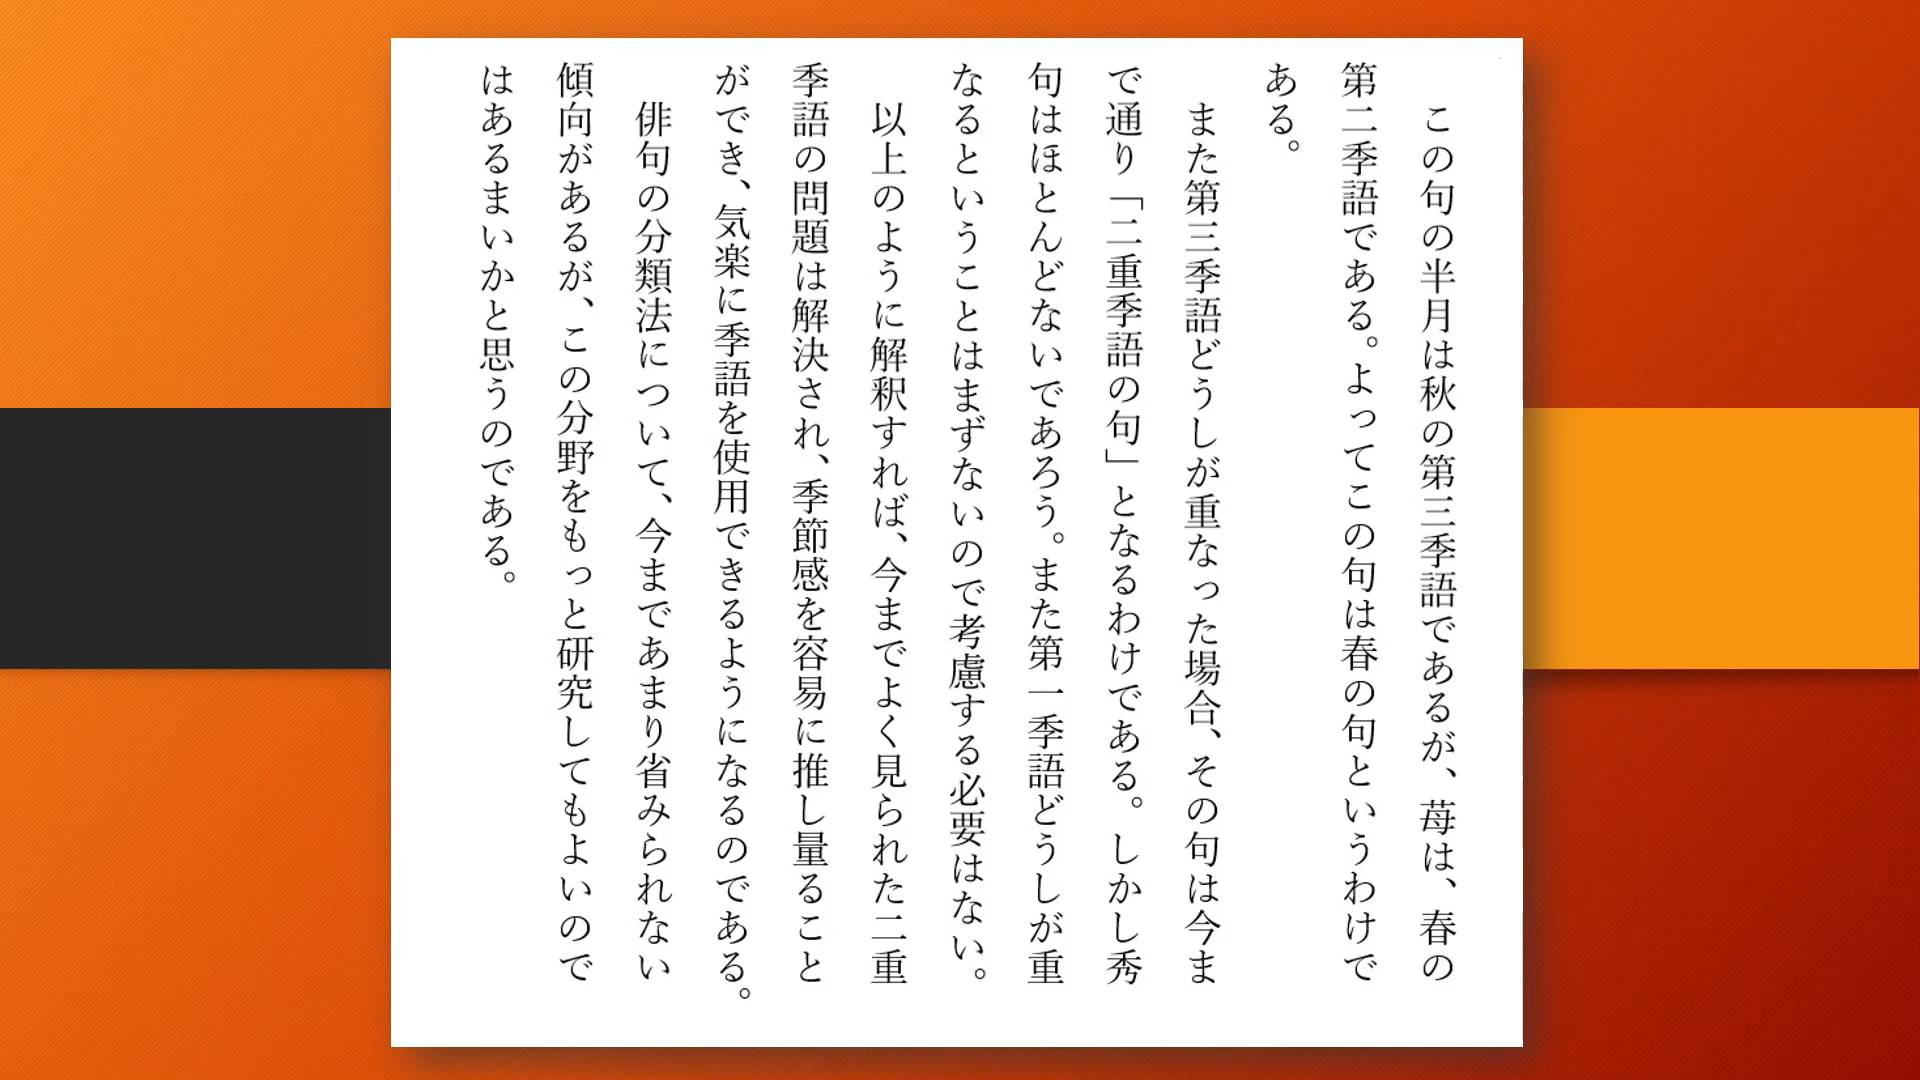 この句の半月は秋の第三季語であるが、苺は、春の
第二季語である。よってこの句は春の句というわけで
ある。
また第三季語どうしが重なった場合、その句は今ま
で通り「二重季語の句」となるわけである。しかし秀
句はほとんどないであろう。また第一季語どうしが重
なるということはまずないので考慮する必要はない。
以上のように解釈すれば、今までよく見られた二重
季語の問題は解決され、季節感を容易に推し量ること
ができ、気楽に季語を使用できるようになるのである。
俳句の分類法について、今まであまり省みられない
傾向があるが、この分野をもっと研究してもよいので
はあるまいかと思うのである。